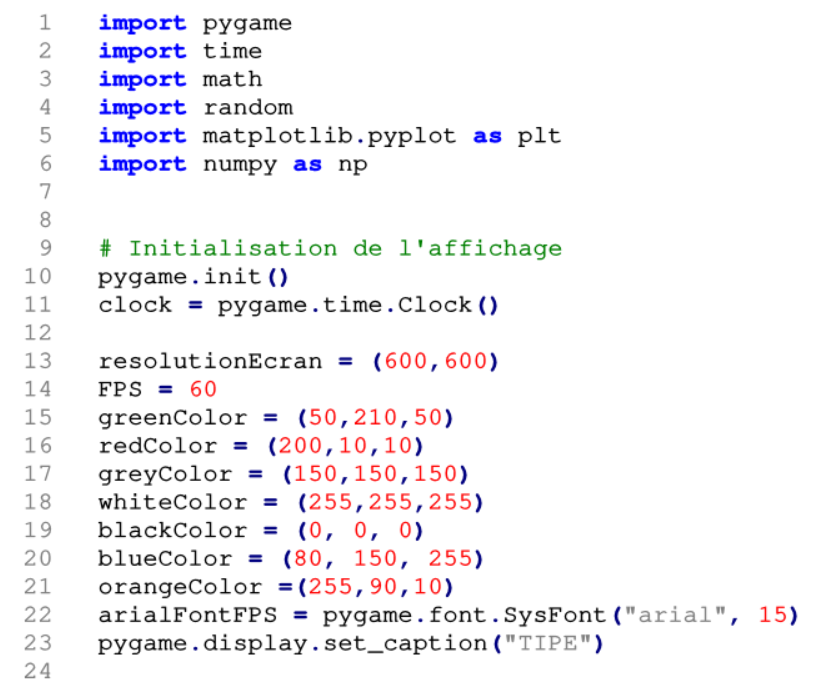 1 import pygame
2 import time
3 import math
4 import random
5 import matplotlib.pyplot as plt
6 import numpy as np
7
8
9 # Initialisation de l'affichage
10 pygame.init()
11 clock = pygame.time.Clock()
12
13 resolutionEcran = (600,600)
14 FPS = 60
15 greenColor = (50,210,50)
16 redColor = (200,10,10)
17 greyColor = (150,150,150)
18 whiteColor = (255,255,255)
19 blackColor = (0, 0, 0)
20 blueColor = (80, 150, 255)
21 orangeColor =(255,90,10)
22 arialFontFPS = pygame.font.SysFont("arial", 15)
23 pygame.display.set_caption("TIPE")
24